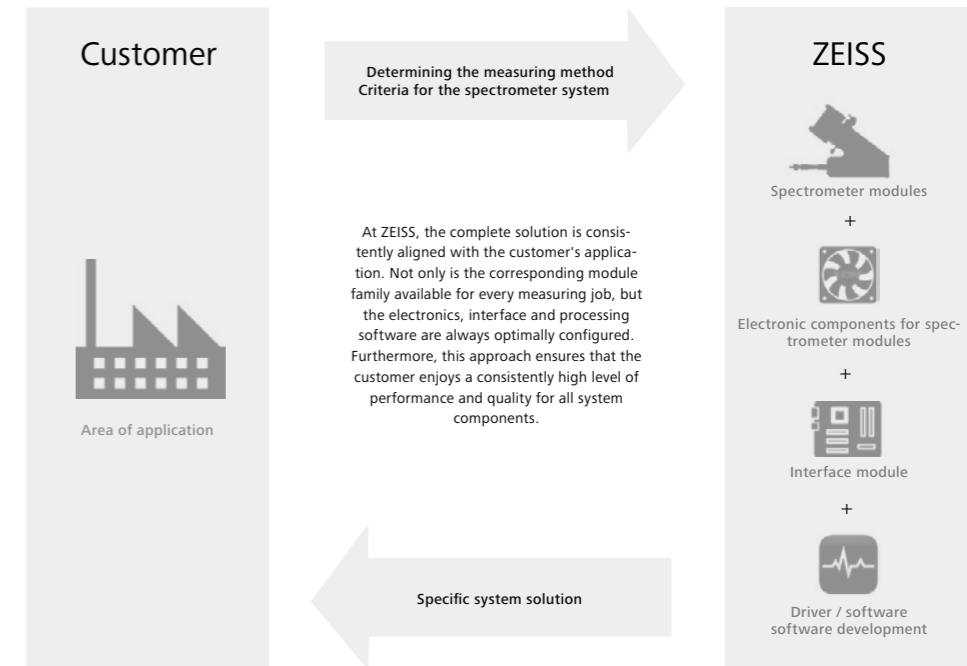 Customer
Area of application
Determining the measuring method
Criteria for the spectrometer system
At ZEISS, the complete solution is consis-
tently aligned with the customer's applica-
tion. Not only is the corresponding module
family available for every measuring job, but
the electronics, interface and processing
software are always optimally configured.
Furthermore, this approach ensures that the
customer enjoys a consistently high level of
performance and quality for all system
components.
Specific system solution
ZEISS
Spectrometer modules
+
Electronic components for spec-
trometer modules
+
Interface module
+
Driver / software
software development